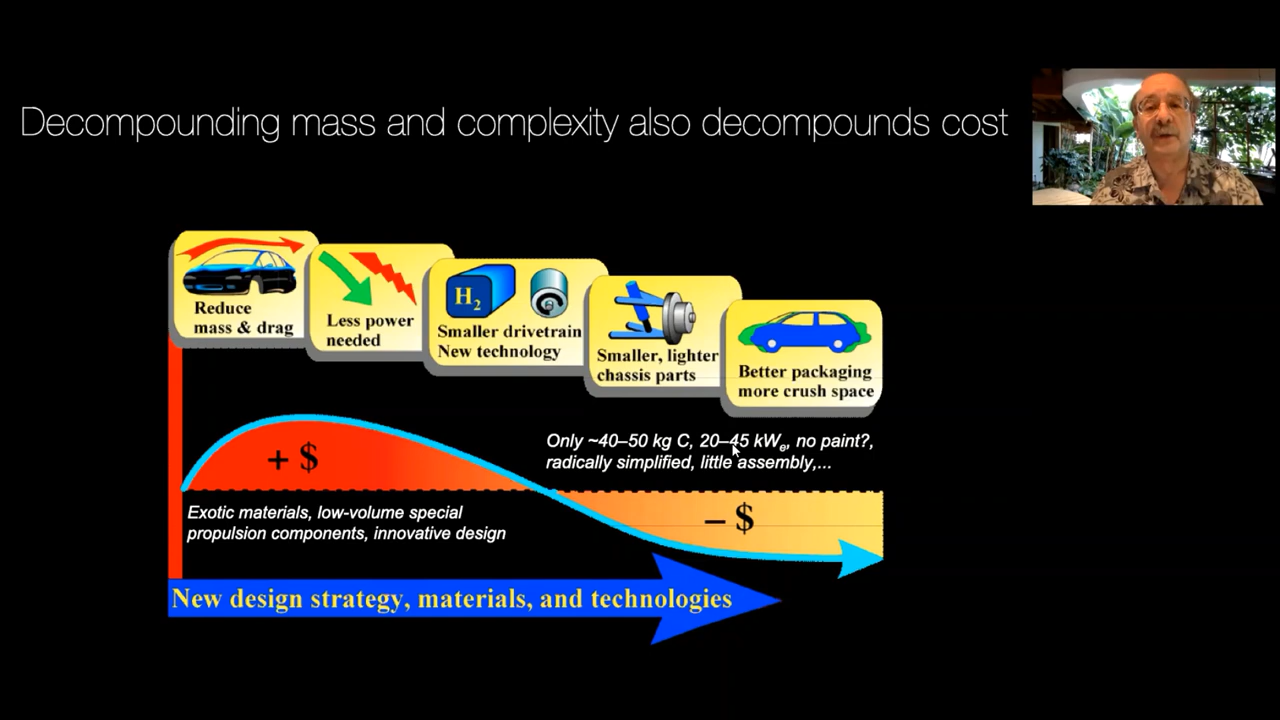 Decompounding mass and complexity also decompounds cost
Reduce
mass & drag
Less power
needed
H2
Smaller drivetrain
New technology
Smaller, lighter
chassis parts
Better packaging
more crush space
Only ~40–50 kg C, 20–45 kWe, no paint?,
radically simplified, little assembly,...
+ $
– $
Exotic materials, low-volume special
propulsion components, innovative design
New design strategy, materials, and technologies